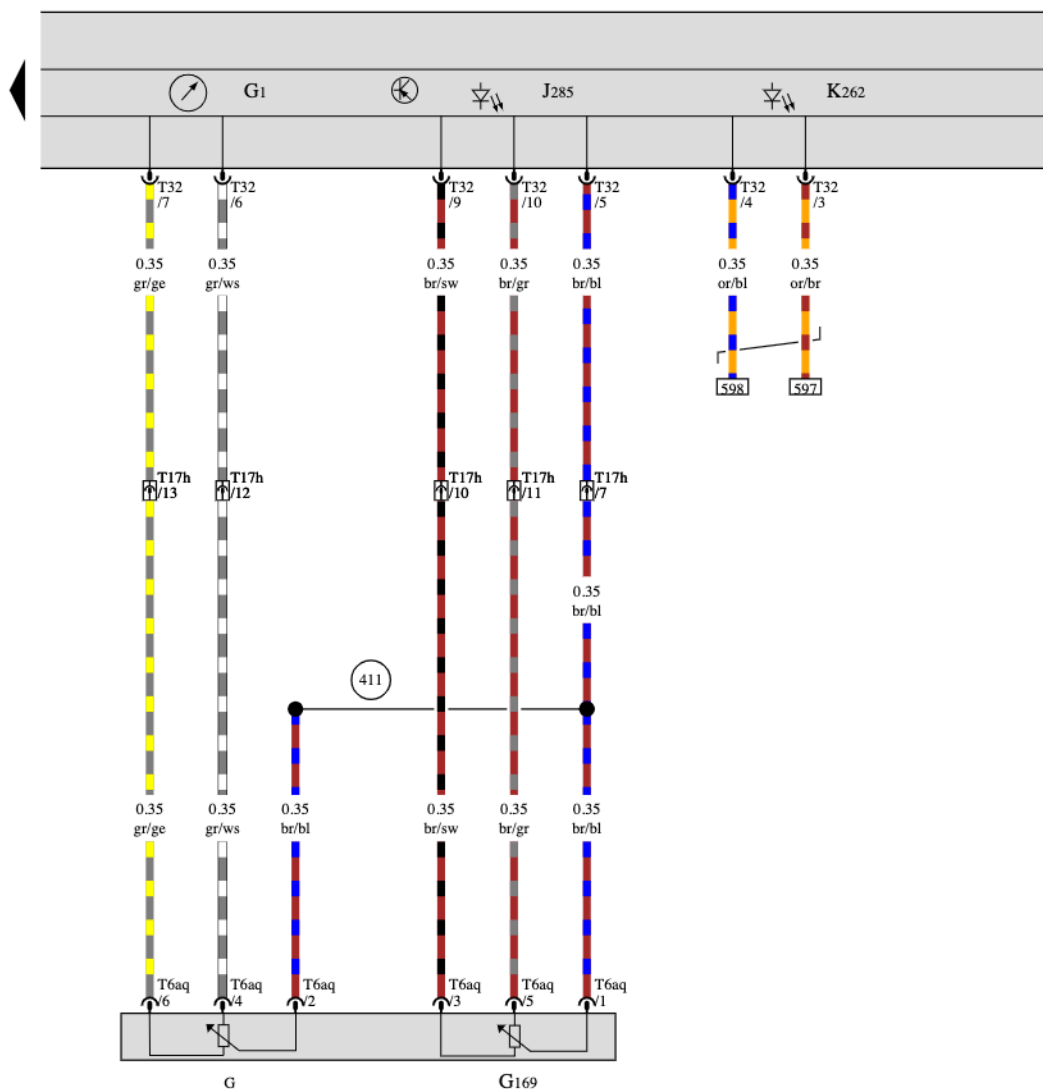 G1 J285 K262
T32 T32 T32 T32 T32 T32 T32
/7 /6 /9 /10 /5 /4 /3
0.35 0.35 0.35 0.35 0.35 0.35 0.35
gr/ge gr/ws br/sw br/gr br/bl or/bl or/br
598 597
T17h T17h T17h T17h T17h
/13 /12 /10 /11 /7
0.35
br/bl
411
0.35 0.35 0.35 0.35 0.35 0.35
gr/ge gr/ws br/bl br/sw br/gr br/bl
T6aq T6aq T6aq T6aq T6aq T6aq
/6 /4 /2 /3 /5 /1
G G169